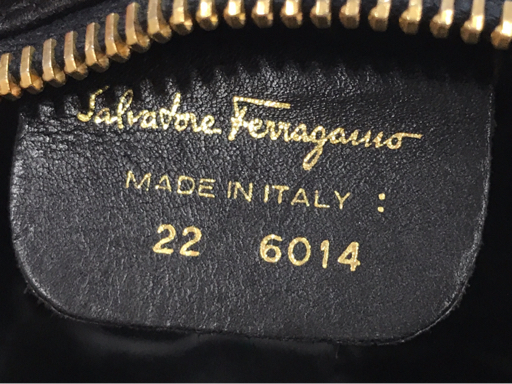 Salvatore Ferragamo
MADE IN ITALY :
22 6014